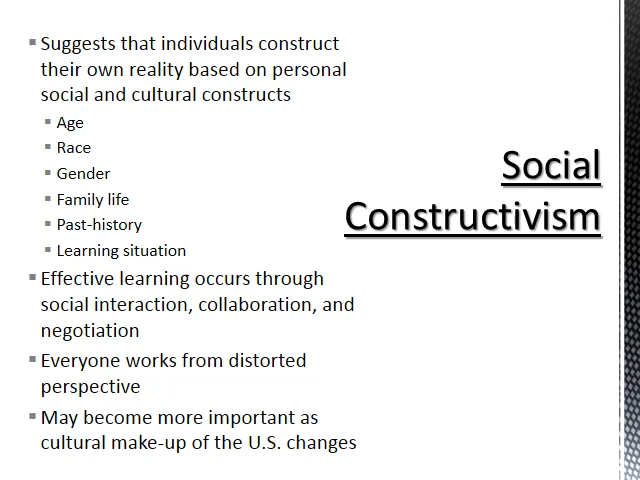 Suggests that individuals construct
their own reality based on personal
social and cultural constructs
Age
Race
Gender
Family life
Past-history
Learning situation
Effective learning occurs through
social interaction, collaboration, and
negotiation
Everyone works from distorted
perspective
May become more important as
cultural make-up of the U.S. changes
Social
Constructivism